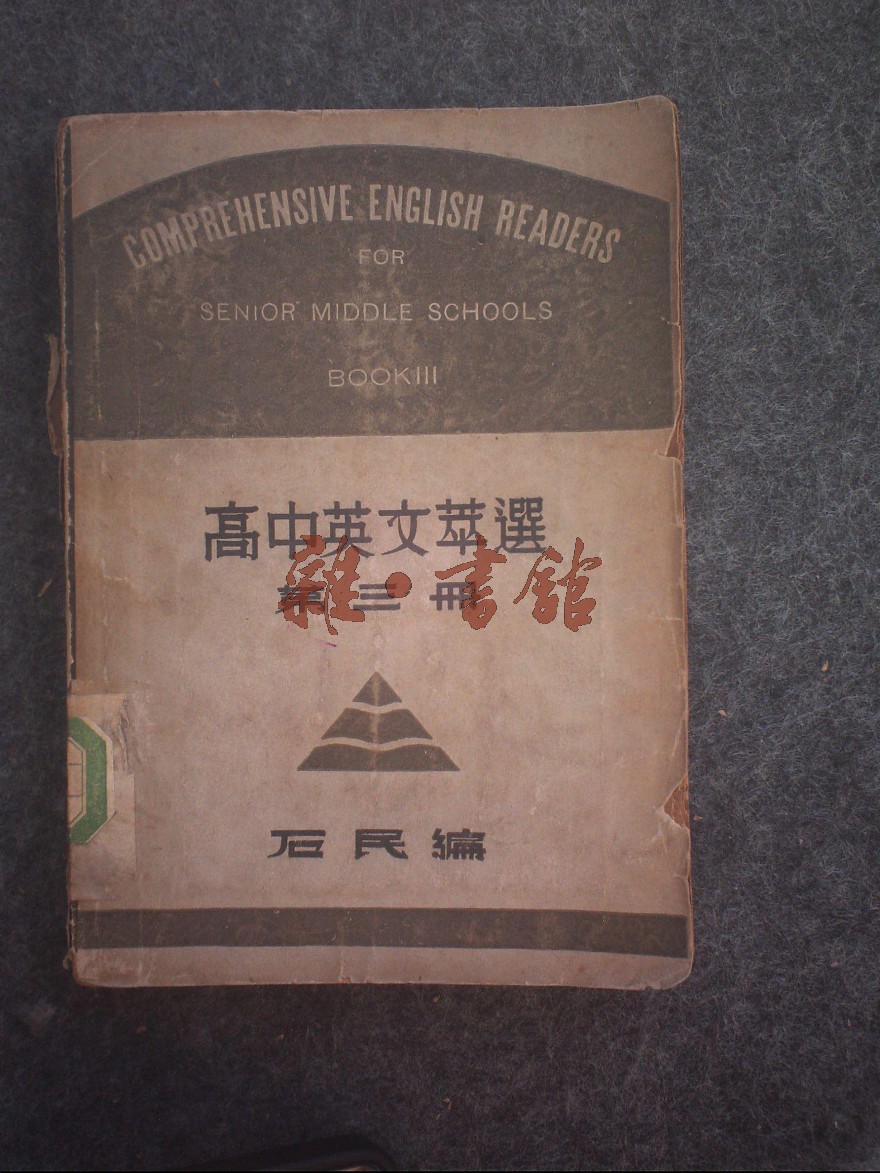 COMPREHENSIVE ENGLISH READERS
FOR
SENIOR MIDDLE SCHOOLS
BOOK III
高中英文萃選
第三冊
雜·書館
石民編